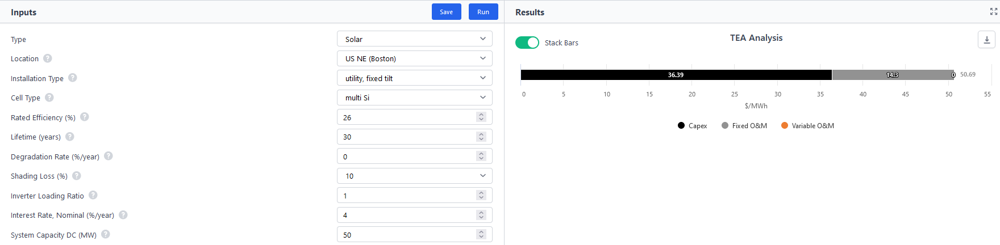 Inputs
Save
Run
Type
Solar
Location ?
US NE (Boston)
Installation Type ?
utility, fixed tilt
Cell Type ?
multi Si
Rated Efficiency (%) ?
26
Lifetime (years) ?
30
Degradation Rate (%/year) ?
0
Shading Loss (%) ?
10
Inverter Loading Ratio ?
1
Interest Rate, Nominal (%/year) ?
4
System Capacity DC (MW) ?
50
Results
Stack Bars
TEA Analysis
36.39 14.3 0 50.69
0 5 10 15 20 25 30 35 40 45 50 55
$/MWh
Capex Fixed O&M Variable O&M